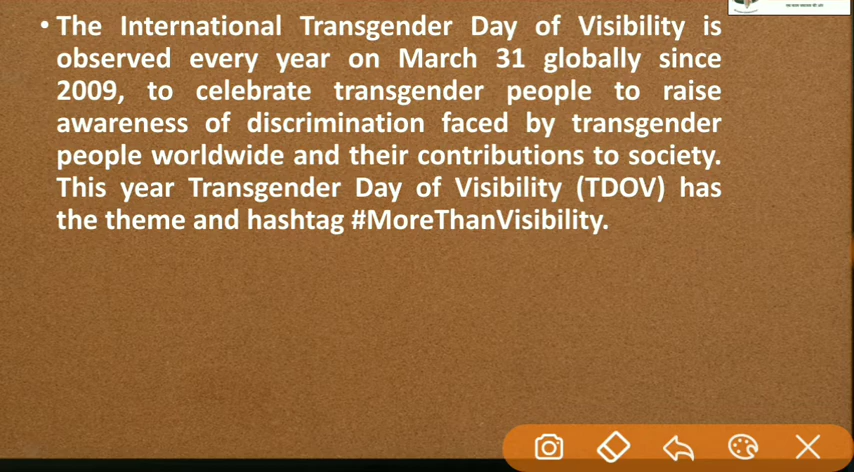 • The International Transgender Day of Visibility is
observed every year on March 31 globally since
2009, to celebrate transgender people to raise
awareness of discrimination faced by transgender
people worldwide and their contributions to society.
This year Transgender Day of Visibility (TDOV) has
the theme and hashtag #MoreThanVisibility.